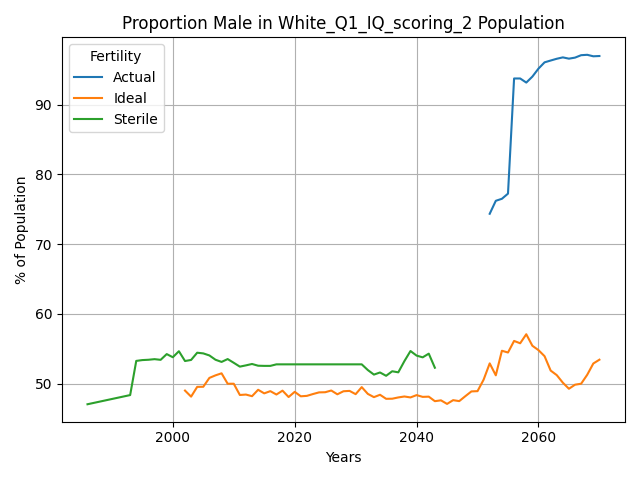 Proportion Male in White_Q1_IQ_scoring_2 Population
Fertility
Actual
Ideal
Sterile
% of Population
90
80
70
60
50
2000
2020
2040
2060
Years